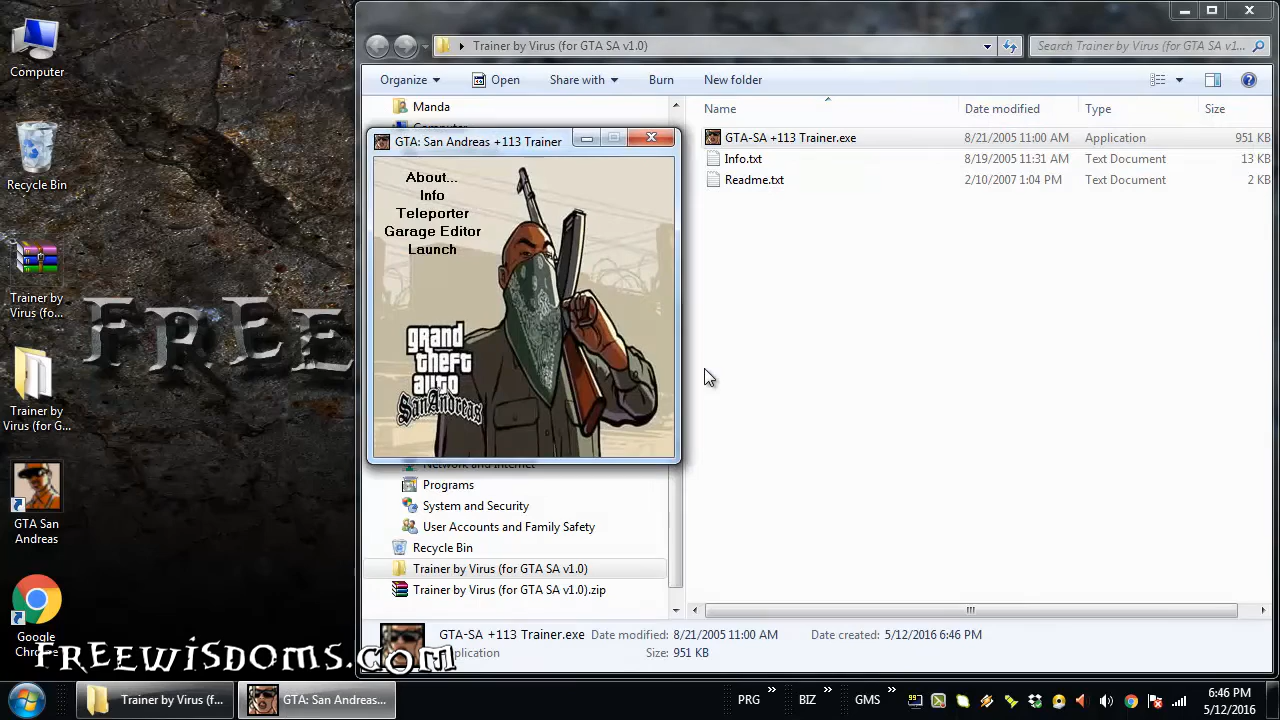 Computer
Recycle Bin
Trainer by
Virus (fo...
Trainer by
Virus (for G...
GTA San
Andreas
Google
FrEE
FrEEwisdoms.com
Trainer by Virus (for GTA SA v1.0)
Search Trainer by Virus (for GTA SA v1...
Organize
Open
Share with
Burn
New folder
Manda
Computer
Name
Date modified
Type
Size
GTA-SA +113 Trainer.exe
8/21/2005 11:00 AM
Application
951 KB
Info.txt
8/19/2005 11:31 AM
Text Document
13 KB
Readme.txt
2/10/2007 1:04 PM
Text Document
2 KB
GTA: San Andreas +113 Trainer
About...
Info
Teleporter
Garage Editor
Launch
grand
theft
auto
SanAndreas
Network and Internet
Programs
System and Security
User Accounts and Family Safety
Recycle Bin
Trainer by Virus (for GTA SA v1.0)
Trainer by Virus (for GTA SA v1.0).zip
GTA-SA +113 Trainer.exe
Date modified: 8/21/2005 11:00 AM
Date created: 5/12/2016 6:46 PM
Size: 951 KB
Trainer by Virus (f...
GTA: San Andreas...
PRG
BIZ
GMS
6:46 PM
5/12/2016